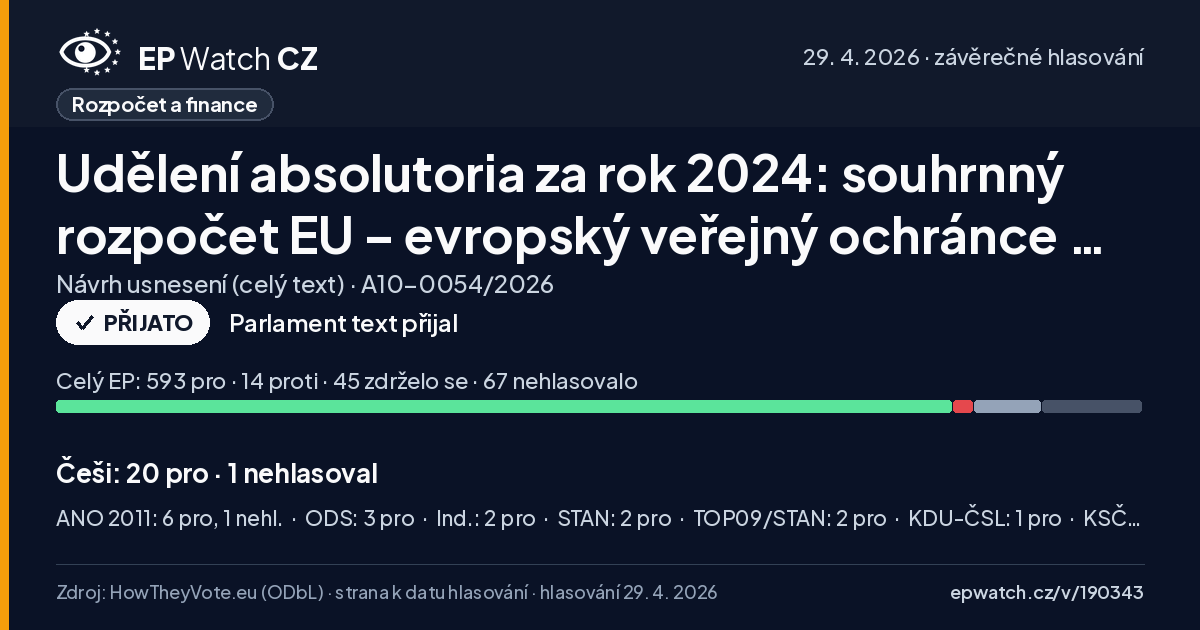 EP Watch CZ
29. 4. 2026 · závěrečné hlasování
Rozpočet a finance
Udělení absolutoria za rok 2024: souhrnný
rozpočet EU – evropský veřejný ochránce ...
Návrh usnesení (celý text) · A10–0054/2026
✓ PŘIJATO Parlament text přijal
Celý EP: 593 pro · 14 proti · 45 zdrželo se · 67 nehlasovalo
Češi: 20 pro · 1 nehlasoval
ANO 2011: 6 pro, 1 nehl. · ODS: 3 pro · Ind.: 2 pro · STAN: 2 pro · TOP09/STAN: 2 pro · KDU-ČSL: 1 pro · KSČ...
Zdroj: HowTheyVote.eu (ODbL) · strana k datu hlasování · hlasování 29. 4. 2026
epwatch.cz/v/190343